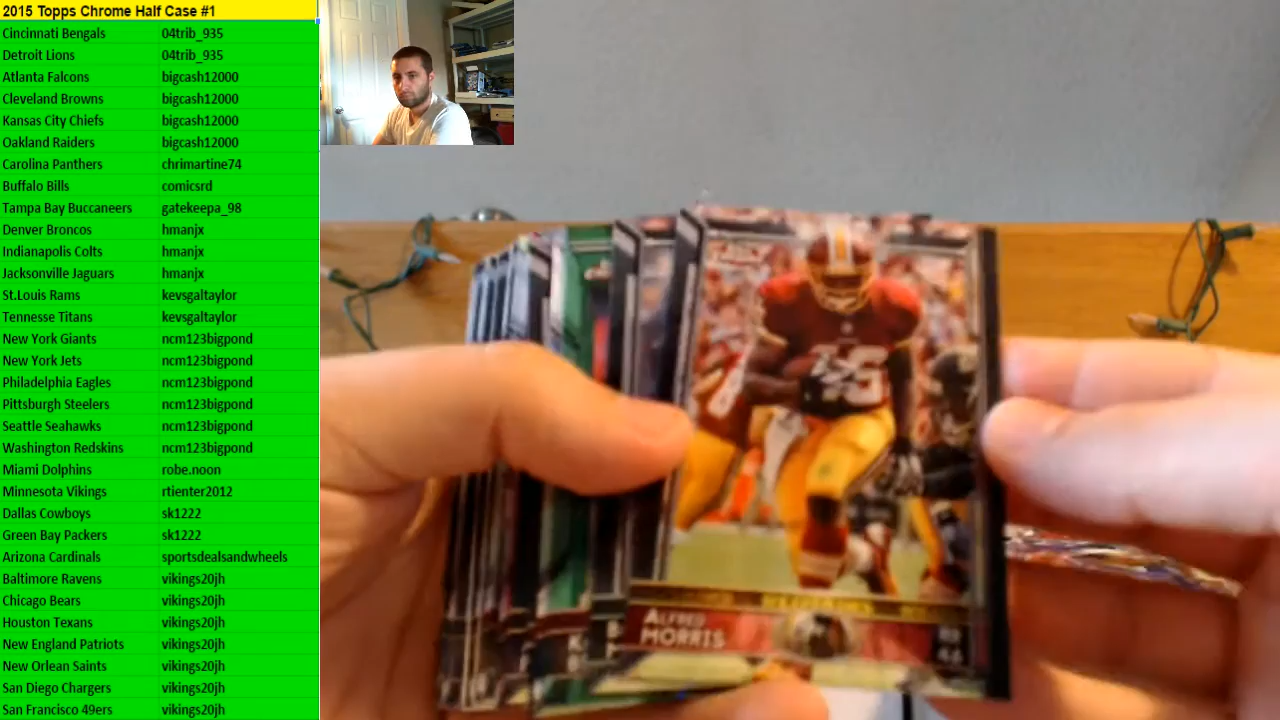 2015 Topps Chrome Half Case #1
Cincinnati Bengals 04trib_935
Detroit Lions 04trib_935
Atlanta Falcons bigcash12000
Cleveland Browns bigcash12000
Kansas City Chiefs bigcash12000
Oakland Raiders bigcash12000
Carolina Panthers chrimartine74
Buffalo Bills comicsrd
Tampa Bay Buccaneers gatekeepa_98
Denver Broncos hmanjx
Indianapolis Colts hmanjx
Jacksonville Jaguars hmanjx
St.Louis Rams kevsgaltaylor
Tennesse Titans kevsgaltaylor
New York Giants ncm123bigpond
New York Jets ncm123bigpond
Philadelphia Eagles ncm123bigpond
Pittsburgh Steelers ncm123bigpond
Seattle Seahawks ncm123bigpond
Washington Redskins ncm123bigpond
Miami Dolphins robe.noon
Minnesota Vikings rtienter2012
Dallas Cowboys sk1222
Green Bay Packers sk1222
Arizona Cardinals sportsdealsandwheels
Baltimore Ravens vikings20jh
Chicago Bears vikings20jh
Houston Texans vikings20jh
New England Patriots vikings20jh
New Orlean Saints vikings20jh
San Diego Chargers vikings20jh
San Francisco 49ers vikings20jh
46
ALFRED
MORRIS
RB
46